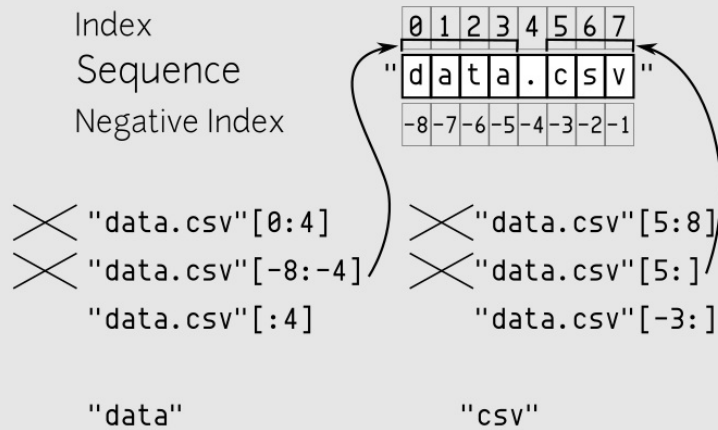 Index 0 1 2 3 4 5 6 7
Sequence "data.csv"
Negative Index -8 -7 -6 -5 -4 -3 -2 -1
"data.csv"[0:4] "data.csv"[5:8]
"data.csv"[-8:-4] "data.csv"[5:]
"data.csv"[:4] "data.csv"[-3:]
"data" "csv"